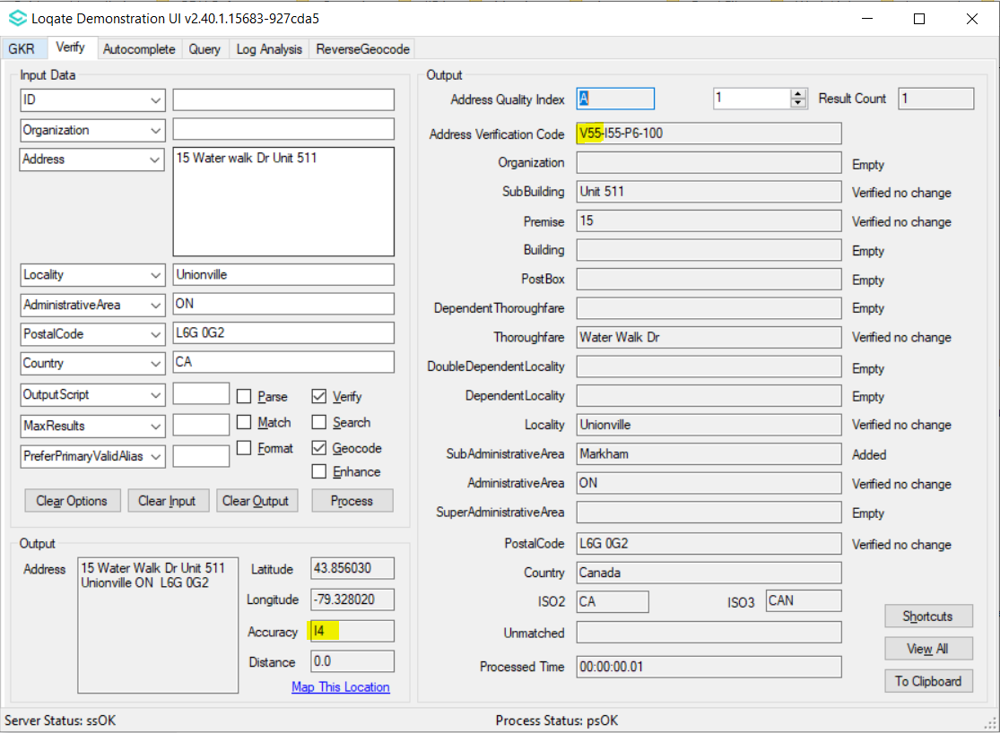 Loqate Demonstration UI v2.40.1.15683-927cda5
GKR Verify Autocomplete Query Log Analysis ReverseGeocode
Input Data
ID
Organization
Address 15 Water walk Dr Unit 511
Locality Unionville
AdministrativeArea ON
PostalCode L6G 0G2
Country CA
OutputScript Parse Verify
MaxResults Match Search
PreferPrimaryValidAlias Format Geocode
Enhance
Clear Options Clear Input Clear Output Process
Output
Address 15 Water Walk Dr Unit 511
Unionville ON L6G 0G2
Latitude 43.856030
Longitude -79.328020
Accuracy I4
Distance 0.0
Map This Location
Output
Address Quality Index A 1 Result Count 1
Address Verification Code V55-I55-P6-100
Organization Empty
SubBuilding Unit 511 Verified no change
Premise 15 Verified no change
Building Empty
PostBox Empty
DependentThoroughfare Empty
Thoroughfare Water Walk Dr Verified no change
DoubleDependentLocality Empty
DependentLocality Empty
Locality Unionville Verified no change
SubAdministrativeArea Markham Added
AdministrativeArea ON Verified no change
SuperAdministrativeArea Empty
PostalCode L6G 0G2 Verified no change
Country Canada
ISO2 CA ISO3 CAN
Unmatched
Processed Time 00:00:00.01
Shortcuts
View All
To Clipboard
Server Status: ssOK Process Status: psOK